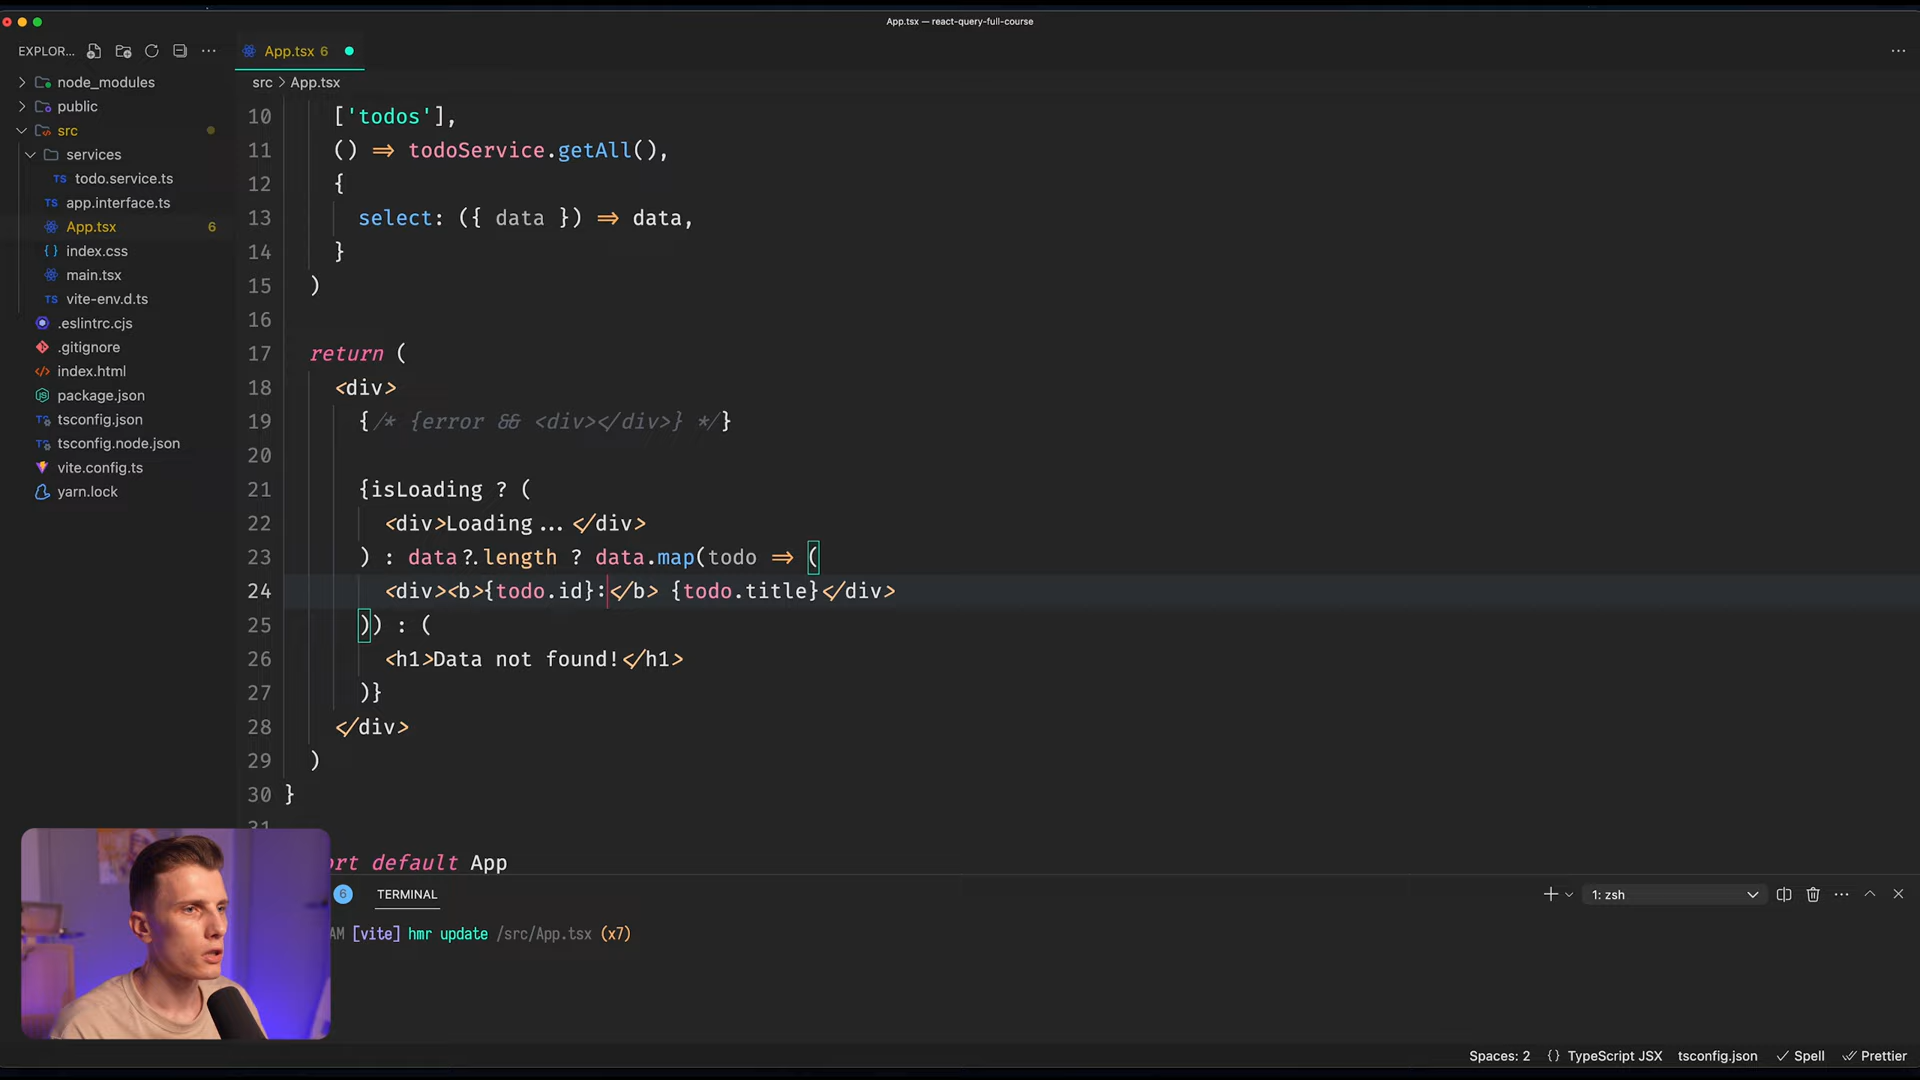 App.tsx — react-query-full-course
EXPLOR...
App.tsx 6
node_modules
src > App.tsx
public
src
services
TS todo.service.ts
TS app.interface.ts
App.tsx 6
{ } index.css
main.tsx
TS vite-env.d.ts
.eslintrc.cjs
.gitignore
index.html
package.json
tsconfig.json
tsconfig.node.json
vite.config.ts
yarn.lock
10 ['todos'],
11 () => todoService.getAll(),
12 {
13 select: ({ data }) => data,
14 }
15 )
16
17 return (
18 <div>
19 {/* {error && <div></div>} */}
20
21 {isLoading ? (
22 <div>Loading...</div>
23 ) : data?.length ? data.map(todo => (
24 <div><b>{todo.id}:</b> {todo.title}</div>
25 )) : (
26 <h1>Data not found!</h1>
27 )}
28 </div>
29 )
30 }
31
ort default App
6 TERMINAL
1: zsh
AM [vite] hmr update /src/App.tsx (x7)
Spaces: 2 {} TypeScript JSX tsconfig.json Spell Prettier